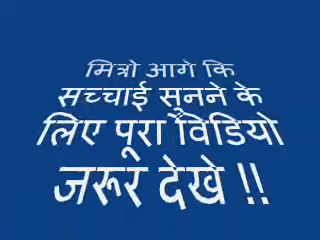 मित्रो आगे कि
सच्चाई सुनने के
लिए पूरा विडियो
जरूर देखे !!